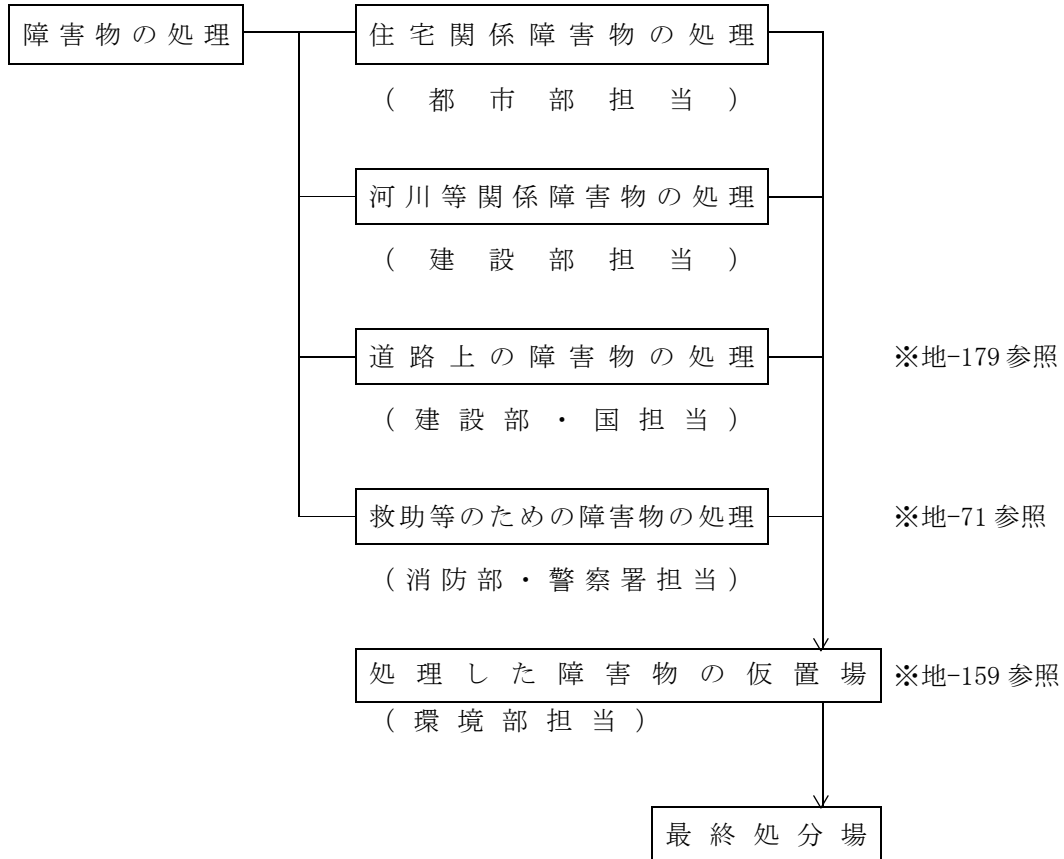 障害物の処理
住宅関係障害物の処理
（都市部担当）
河川等関係障害物の処理
（建設部担当）
道路上の障害物の処理
※地-179参照
（建設部・国担当）
救助等のための障害物の処理
※地-71参照
（消防部・警察署担当）
処理した障害物の仮置場
※地-159参照
（環境部担当）
最終処分場